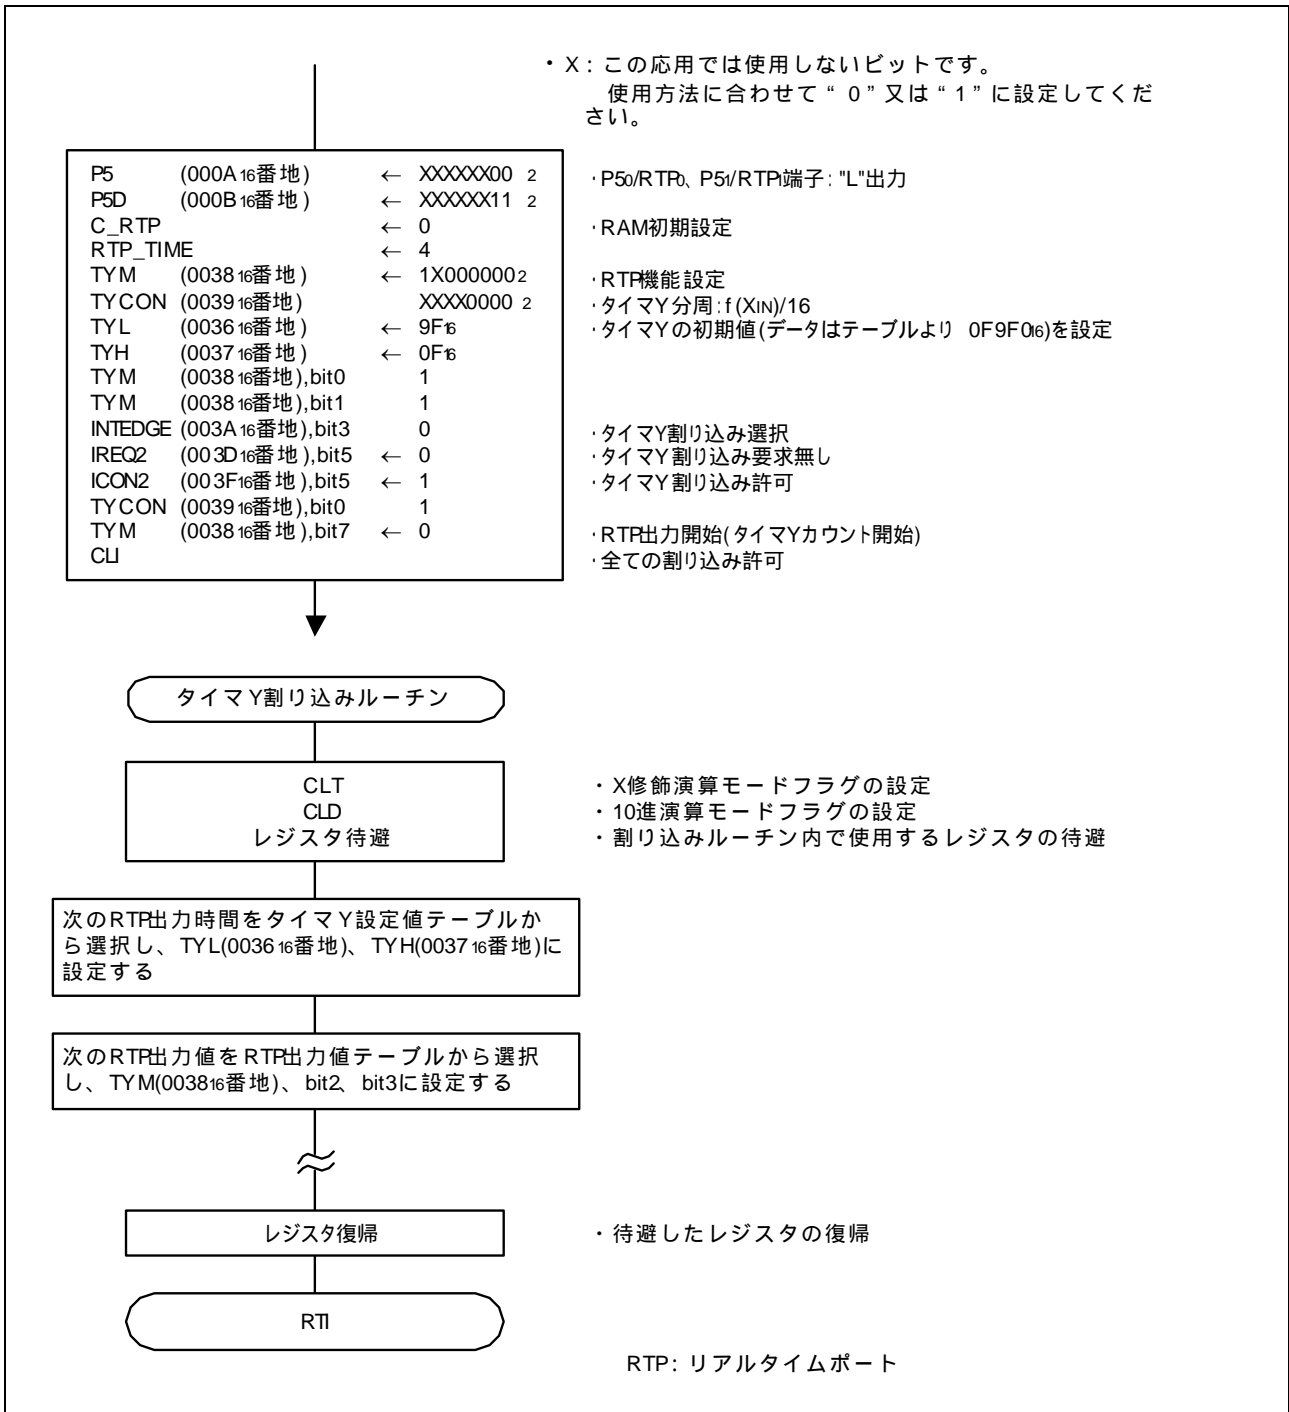 ・X：この応用では使用しないビットです。
使用方法に合わせて“0”又は“1”に設定してくだ
さい。
P5 (000A16番地) ← XXXXXX00 2 ・P50/RTP0、P51/RTP1端子："L"出力
P5D (000B16番地) ← XXXXXX11 2
C_RTP ← 0 ・RAM初期設定
RTP_TIME ← 4
TYM (003816番地) ← 1X0000002 ・RTP機能設定
TYCON (003916番地) XXXX0000 2 ・タイマY分周：f(XIN)/16
TYL (003616番地) ← 9F16 ・タイマYの初期値(データはテーブルより 0F9F016)を設定
TYH (003716番地) ← 0F16
TYM (003816番地),bit0 1
TYM (003816番地),bit1 1
INTEDGE (003A16番地),bit3 0 ・タイマY割り込み選択
IREQ2 (003D16番地),bit5 ← 0 ・タイマY割り込み要求無し
ICON2 (003F16番地),bit5 ← 1 ・タイマY割り込み許可
TYCON (003916番地),bit0 1
TYM (003816番地),bit7 ← 0 ・RTP出力開始(タイマYカウント開始)
CLI ・全ての割り込み許可
タイマY割り込みルーチン
CLT ・X修飾演算モードフラグの設定
CLD ・10進演算モードフラグの設定
レジスタ待避 ・割り込みルーチン内で使用するレジスタの待避
次のRTP出力時間をタイマY設定値テーブルか
ら選択し、TYL(003616番地)、TYH(003716番地)に
設定する
次のRTP出力値をRTP出力値テーブルから選択
し、TYM(003816番地)、bit2、bit3に設定する
レジスタ復帰 ・待避したレジスタの復帰
RTI
RTP：リアルタイムポート